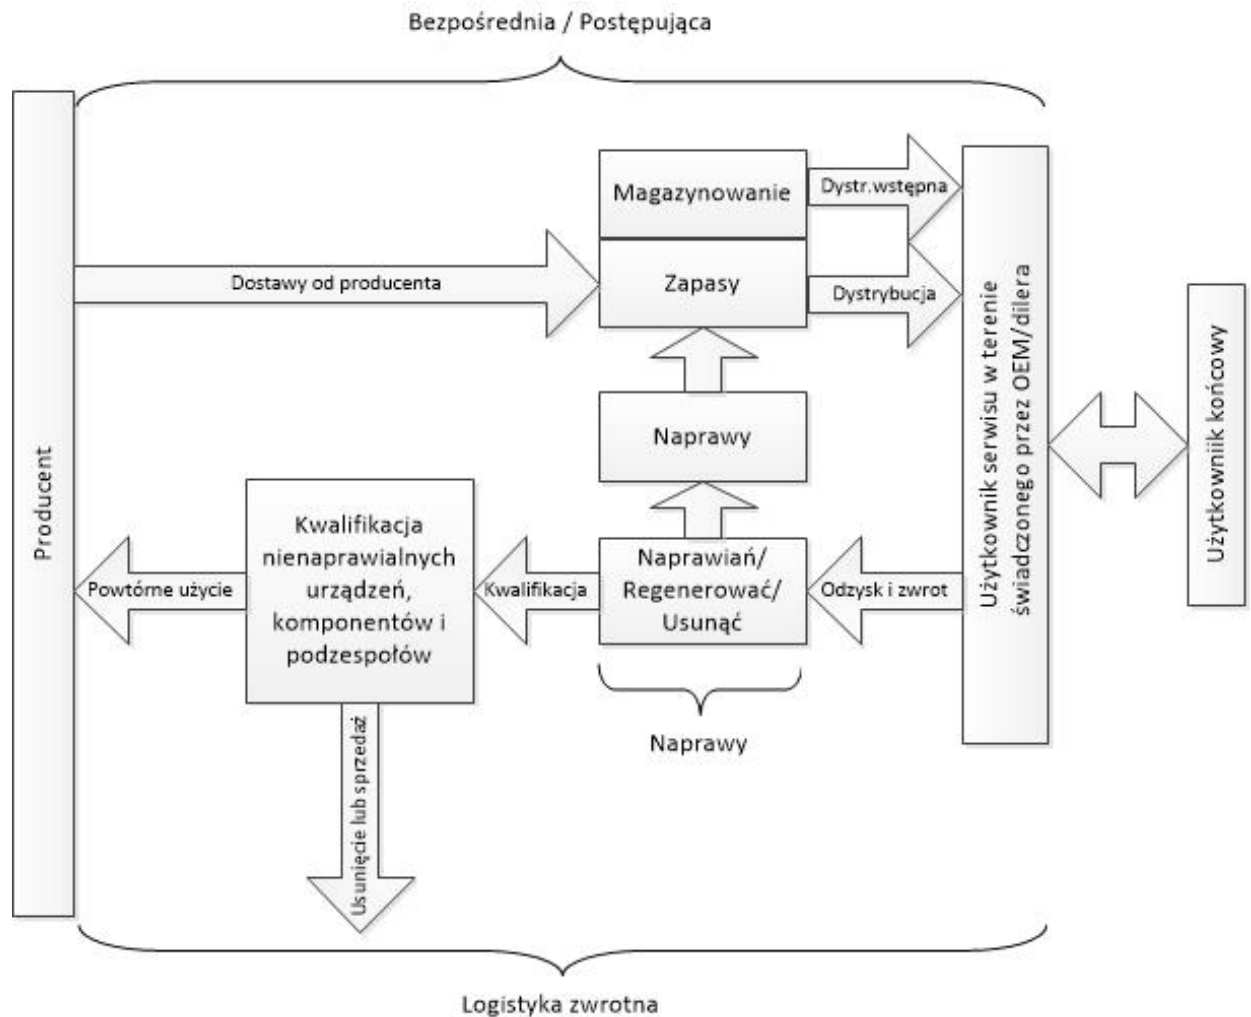 Bezpośrednia / Postępująca
Magazynowanie
Dystr.wstępna
Dostawy od producenta
Zapasy
Dystrybucja
Producent
Naprawy
Użytkownik serwisu w terenie
świadczonego przez OEM/dilera
Użytkowniik końcowy
Kwalifikacja
nienaprawialnych
urządzeń,
komponentów i
podzespołów
Powtórne użycie
Kwalifikacja
Naprawiań/
Regenerować/
Usunąć
Odzysk i zwrot
Naprawy
Usunięcie lub sprzedaż
Logistyka zwrotna